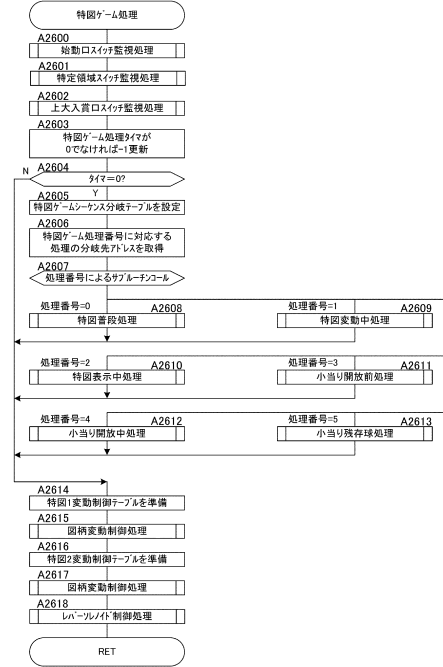 特図ｹﾞｰﾑ処理
A2600
始動口スイッチ監視処理
A2601
特定領域スイッチ監視処理
A2602
上大入賞口スイッチ監視処理
A2603
特図ｹﾞｰﾑ処理ﾀｲﾏが
0でなければ-1更新
A2604
N
ﾀｲﾏ=0?
Y
A2605
特図ｹﾞｰﾑｼｰｹﾝｽ分岐ﾃｰﾌﾞﾙを設定
A2606
特図ｹﾞｰﾑ処理番号に対応する
処理の分岐先ｱﾄﾞﾚｽを取得
A2607
処理番号によるｻﾌﾞﾙｰﾁﾝｺｰﾙ
処理番号=0
A2608
特図普段処理
処理番号=1
A2609
特図変動中処理
処理番号=2
A2610
特図表示中処理
処理番号=3
A2611
小当り開放前処理
処理番号=4
A2612
小当り開放中処理
処理番号=5
A2613
小当り残存球処理
A2614
特図1変動制御ﾃｰﾌﾞﾙを準備
A2615
図柄変動制御処理
A2616
特図2変動制御ﾃｰﾌﾞﾙを準備
A2617
図柄変動制御処理
A2618
ﾚﾊﾞｰｿﾚﾉｲﾄﾞ制御処理
RET